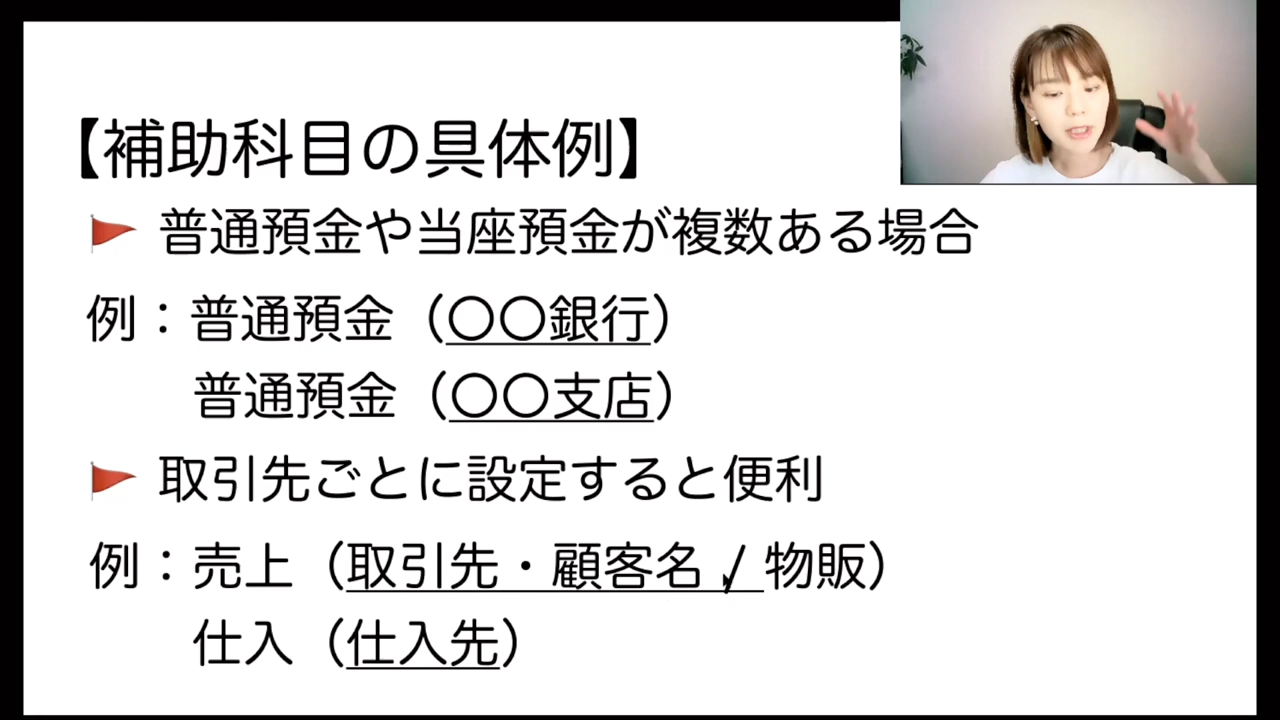 【補助科目の具体例】
普通預金や当座預金が複数ある場合
例：普通預金（〇〇銀行）
普通預金（〇〇支店）
取引先ごとに設定すると便利
例：売上（取引先・顧客名 / 物販）
仕入（仕入先）